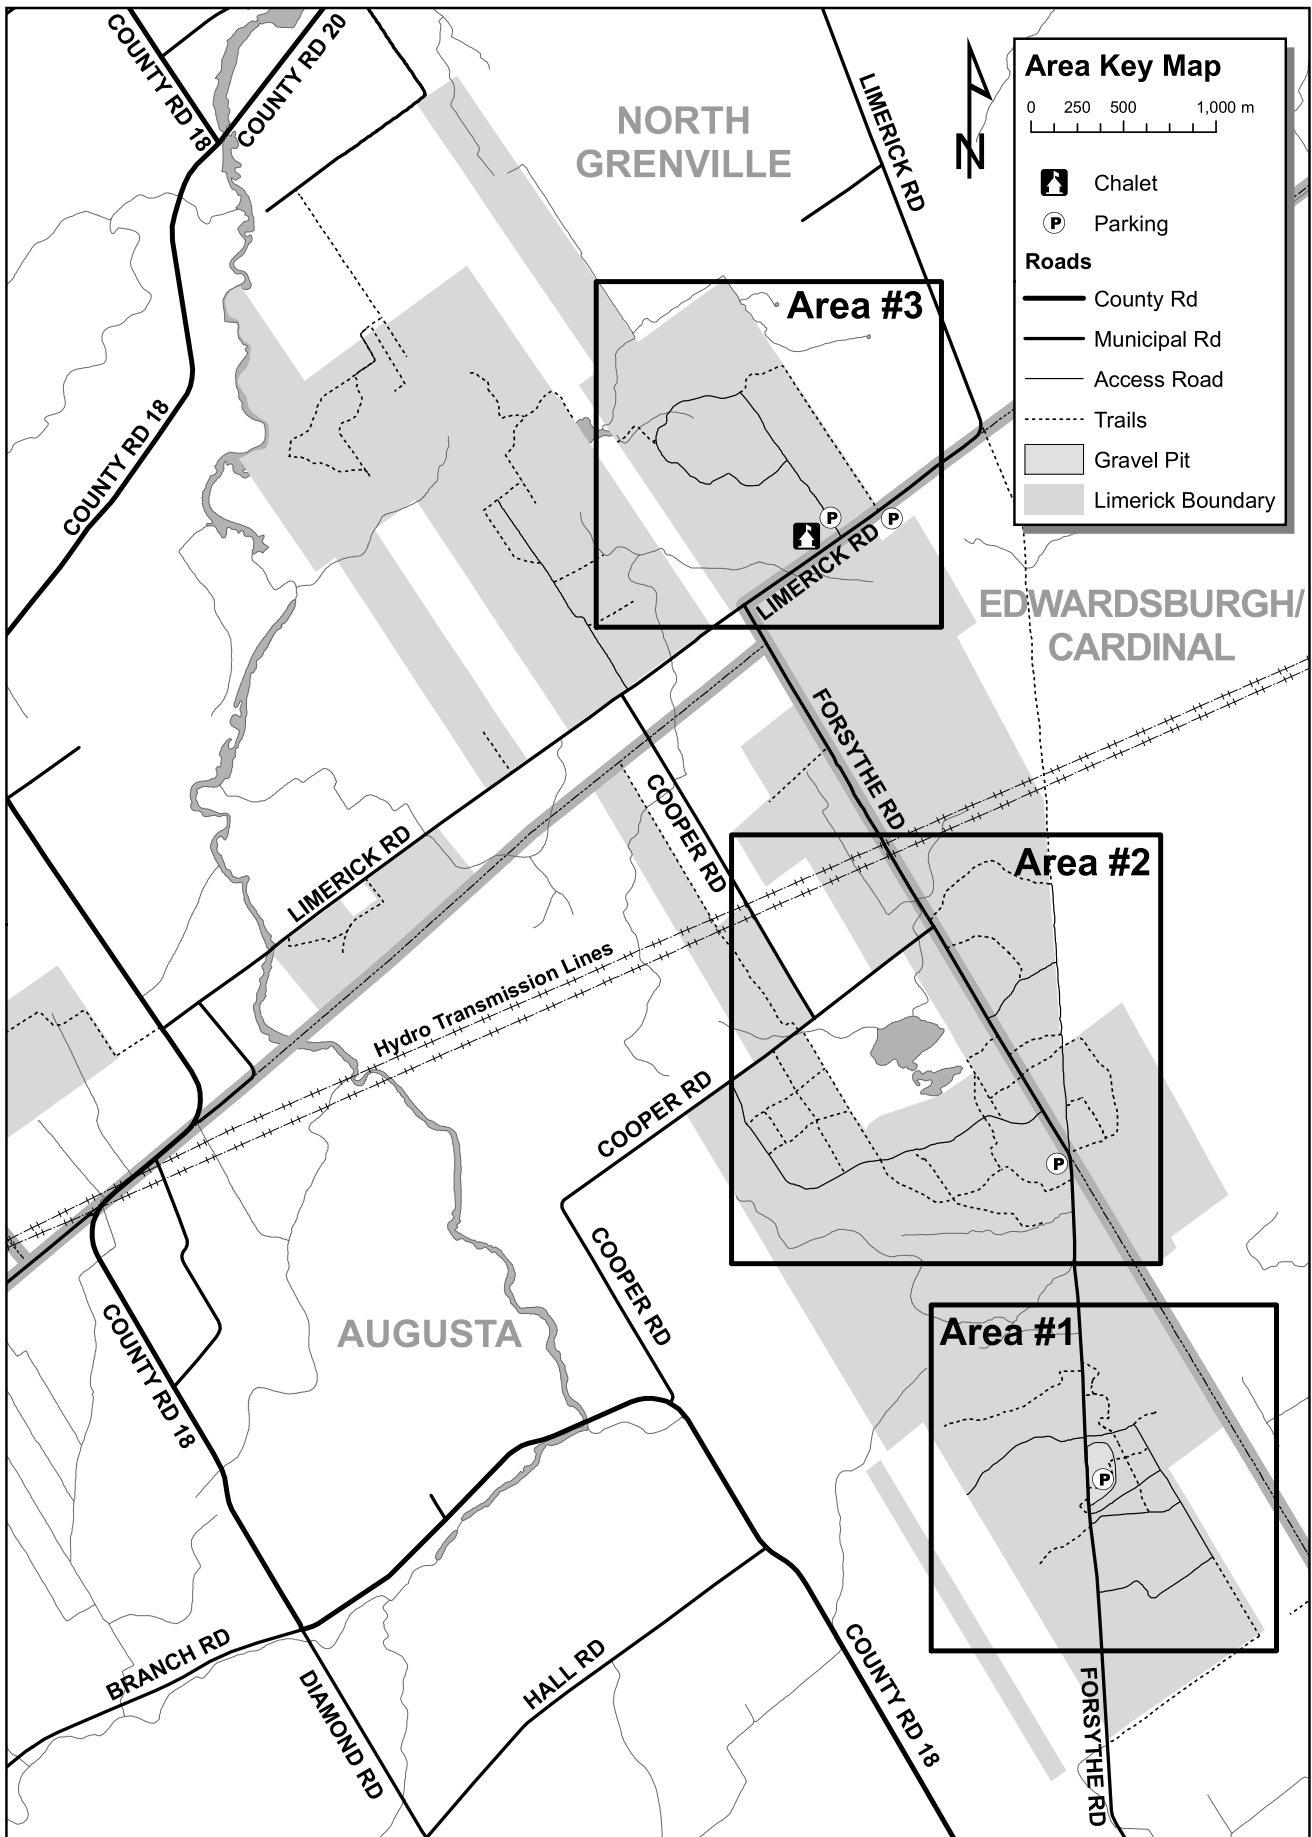 COUNTY RD 18
COUNTY RD 20
LIMERICK RD
NORTH
GRENVILLE
N
Area Key Map
0 250 500 1,000 m
Chalet
P Parking
Roads
County Rd
Municipal Rd
Access Road
Trails
Gravel Pit
Limerick Boundary
Area #3
COUNTY RD 18
P
P
LIMERICK RD
EDWARDSBURGH/
CARDINAL
FORSYTHE RD
COOPER RD
LIMERICK RD
Area #2
Hydro Transmission Lines
COOPER RD
P
COOPER RD
AUGUSTA
COUNTY RD 18
Area #1
P
BRANCH RD
HALL RD
DIAMOND RD
COUNTY RD 18
FORSYTHE RD